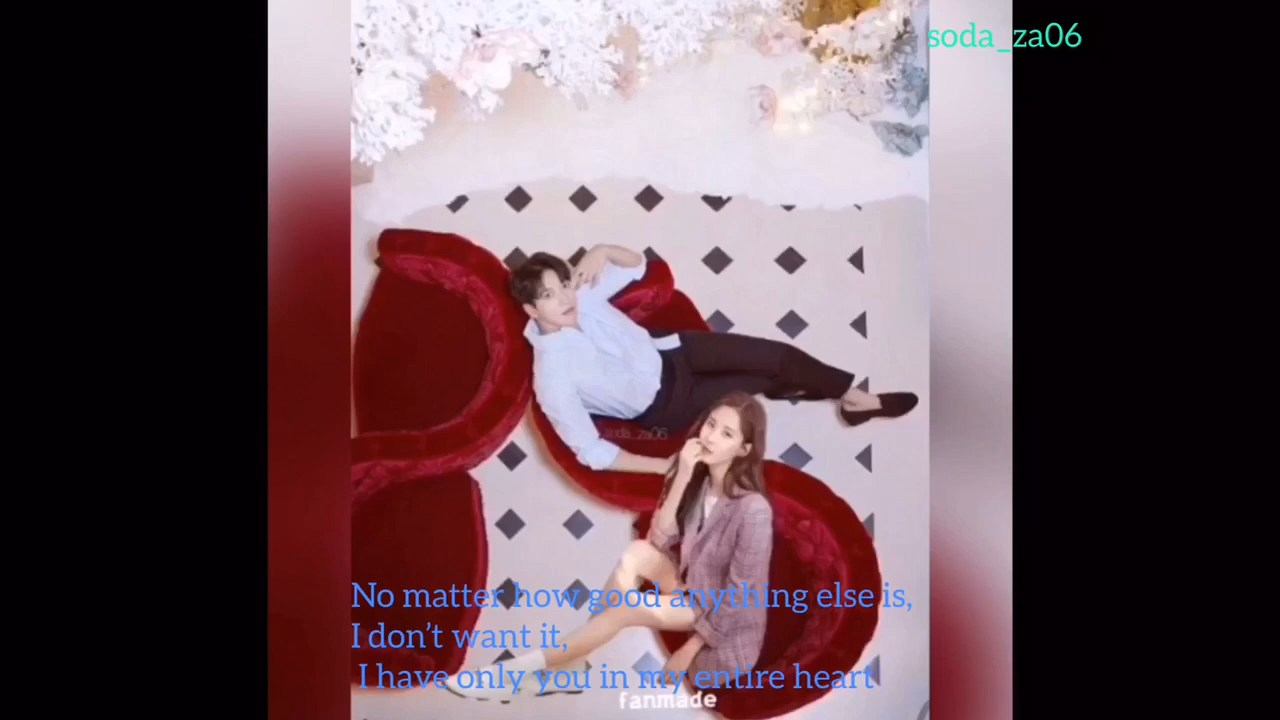 soda_za06
soda_za06
No matter how good anything else is,
I don't want it,
I have only you in my entire heart
fanmade